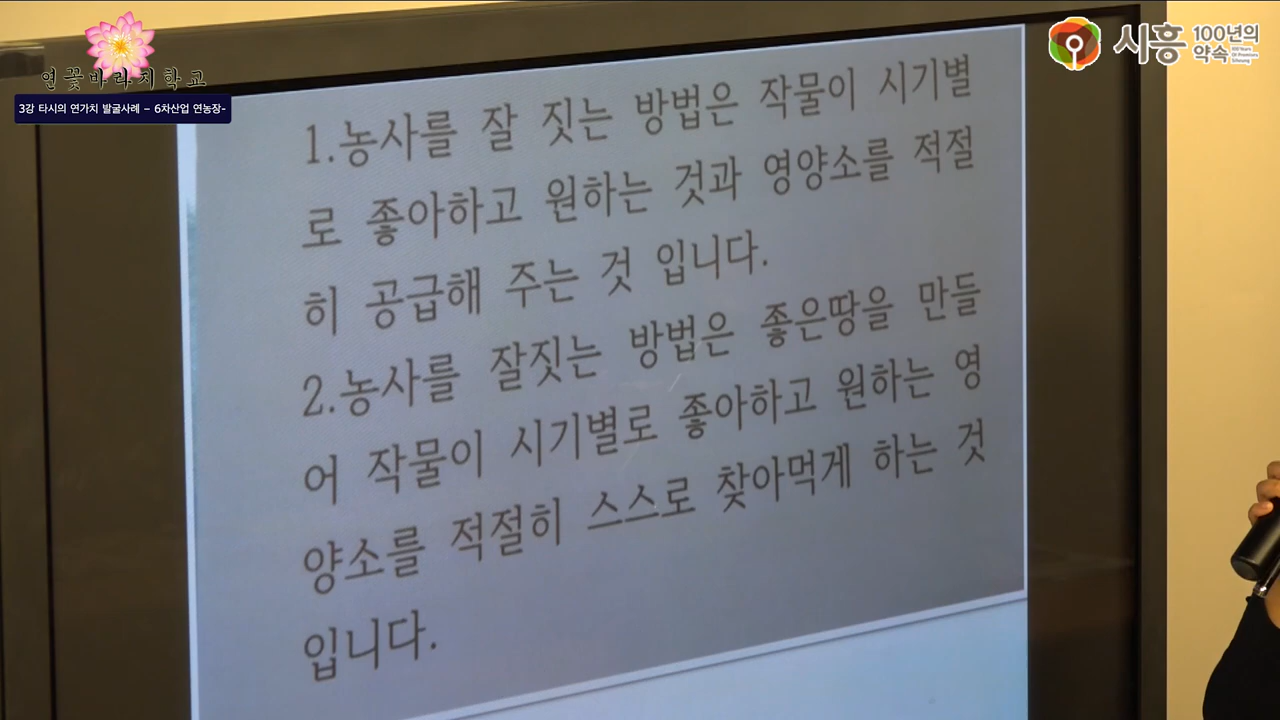 연꽃바라지학교
3강 타시의 연가치 발굴사례 - 6차산업 연농장-
시흥 100년의 약속
1.농사를 잘 짓는 방법은 작물이 시기별
로 좋아하고 원하는 것과 영양소를 적절
히 공급해 주는 것 입니다.
2.농사를 잘짓는 방법은 좋은땅을 만들
어 작물이 시기별로 좋아하고 원하는 영
양소를 적절히 스스로 찾아먹게 하는 것
입니다.